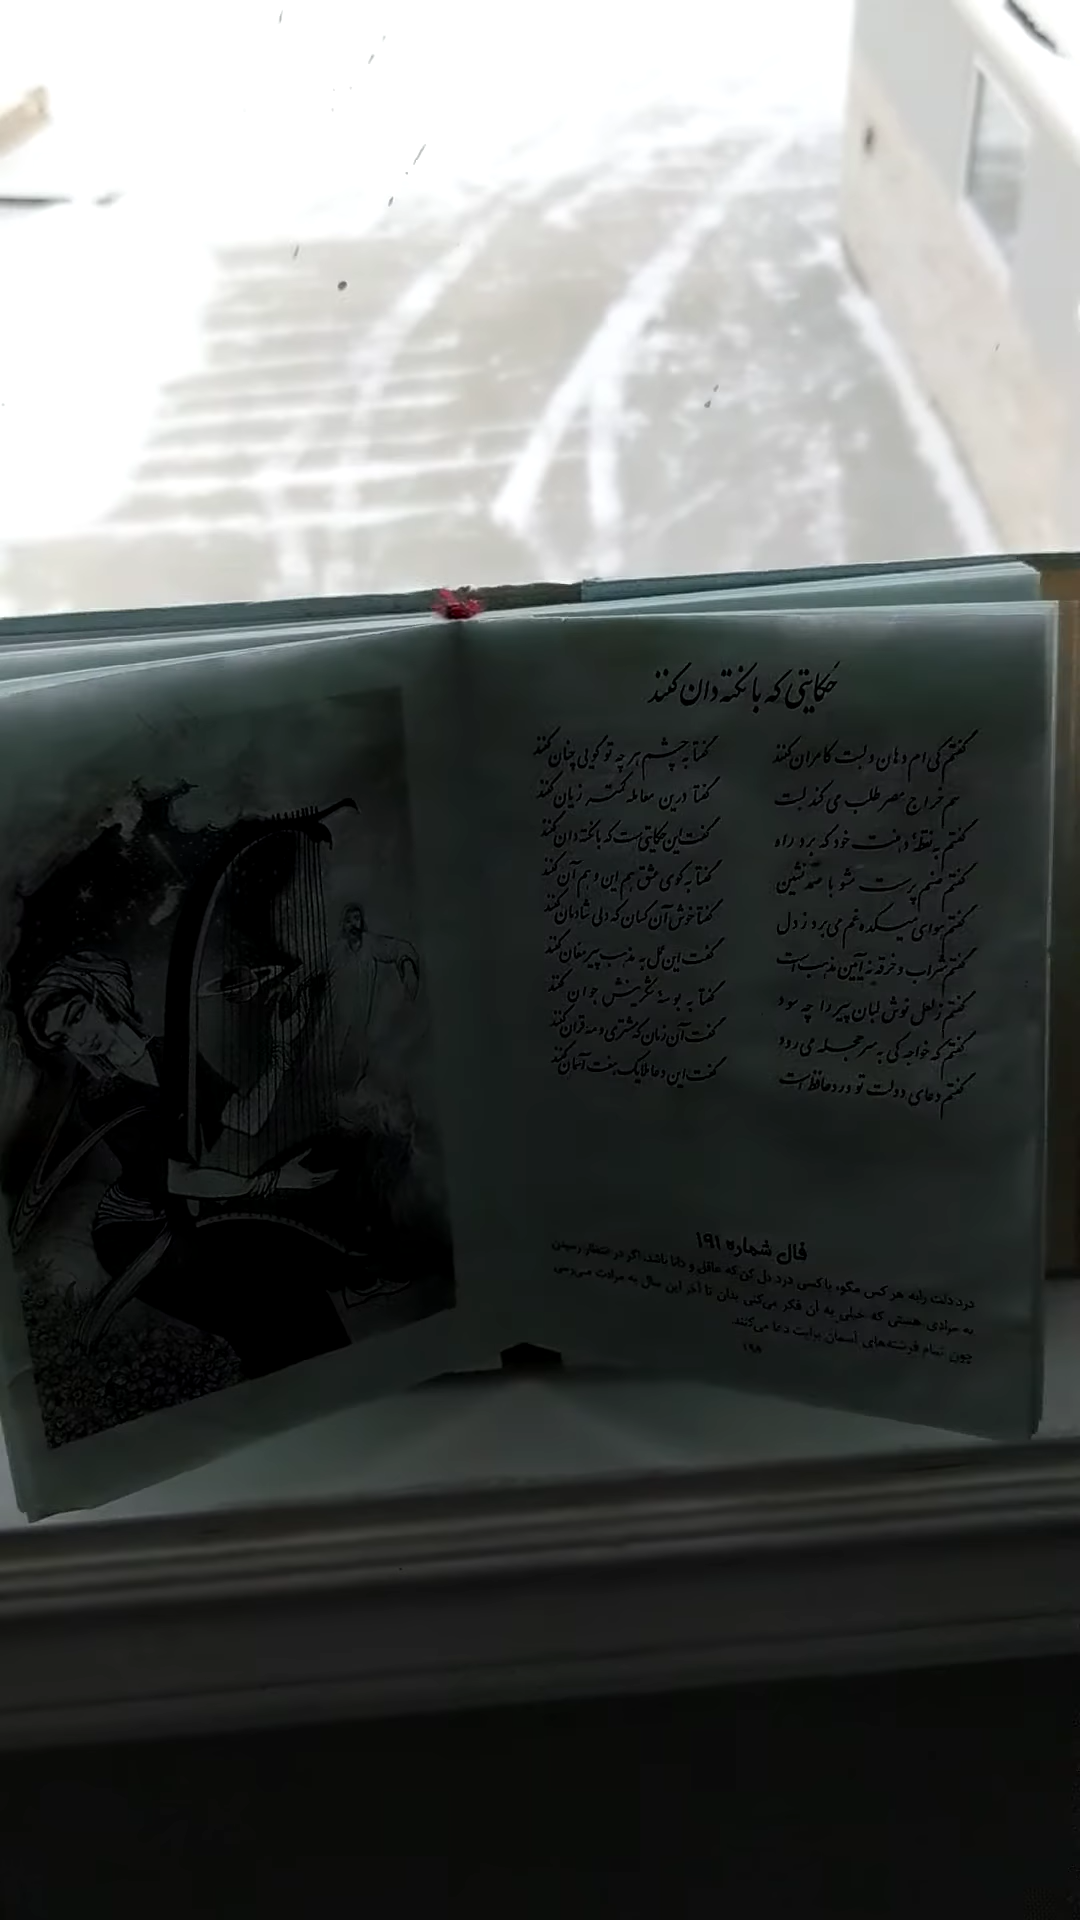 حکایتی که با نکته دان کنند
گفتم کی ام دهان و لبت کامران کنند گفتا به چشم هر چه تو گویی چنان کنند
گفتم خراج مصر طلب می کند لبت گفتا درین معامله کمتر زیان کنند
گفتم به نقطهٔ دهنت خود که برد راه گفت این حکایتی است که با نکته دان کنند
گفتم صنم پرست مشو با صمد نشین گفتا به کوی عشق هم این و هم آن کنند
گفتم هوای میکده غم می برد ز دل گفتا خوش آن کسان که دلی شادمان کنند
گفتم شراب و خرقه نه آیین مذهب است گفت این عمل به مذهب پیر مغان کنند
گفتم ز لعل نوش لبان پیر را چه سود گفتا به بوسهٔ شکرینش جوان کنند
گفتم که خواجه کی به سر حجله می رود گفت آن زمان که مشتری و مه قران کنند
گفتم دعای دولت تو ورد حافظ است گفت این دعا ملایک هفت آسمان کنند
فال شماره ۱۹۱
درد دلت را به هر کس مگو، با کسی درد دل کن که عاقل و دانا باشد. اگر در انتظار رسیدن
به مرادی هستی که خیلی به آن فکر می‌کنی بدان تا آخر این سال به مرادت می‌رسی
چون تمام فرشته‌های آسمان برایت دعا می‌کنند.
۱۹۸